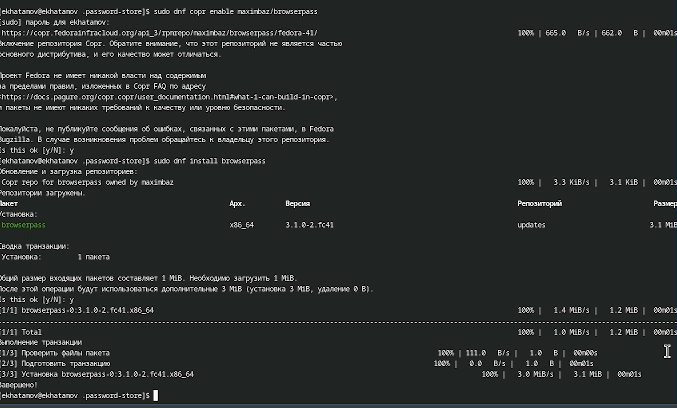 [ekhatamov@ekhatamov .password-store]$ sudo dnf copr enable maximbaz/browserpass
[sudo] пароль для ekhatamov:
https://copr.fedorainfracloud.org/api_3/rpmrepo/maximbaz/browserpass/fedora-41/ 100% | 665.0 B/s | 662.0 B | 00m01s
Включение репозитория Copr. Обратите внимание, что этот репозиторий не является частью
основного дистрибутива, и его качество может отличаться.
Проект Fedora не имеет никакой власти над содержимым
за пределами правил, изложенных в Copr FAQ по адресу
<https://docs.pagure.org/copr.copr/user_documentation.html#what-i-can-build-in-copr>,
и пакеты не имеют никаких требований к качеству или уровню безопасности.
Пожалуйста, не публикуйте сообщения об ошибках, связанных с этими пакетами, в Fedora
Bugzilla. В случае возникновения проблем обращайтесь к владельцу этого репозитория.
Is this ok [y/N]: y
[ekhatamov@ekhatamov .password-store]$ sudo dnf install browserpass
Обновление и загрузка репозиториев:
Copr repo for browserpass owned by maximbaz 100% | 3.3 KiB/s | 3.1 KiB | 00m01s
Репозитории загружены.
Пакет Арх. Версия Репозиторий Размер
Установка:
browserpass x86_64 3.1.0-2.fc41 updates 3.1 MiB
Сводка транзакции:
Установка: 1 пакета
Общий размер входящих пакетов составляет 1 MiB. Необходимо загрузить 1 MiB.
После этой операции будут использоваться дополнительные 3 MiB (установка 3 MiB, удаление 0 B).
Is this ok [y/N]: y
[1/1] browserpass-0:3.1.0-2.fc41.x86_64 100% | 1.4 MiB/s | 1.2 MiB | 00m01s
[1/1] Total 100% | 1.0 MiB/s | 1.2 MiB | 00m01s
Выполнение транзакции
[1/3] Проверить файлы пакета 100% | 111.0 B/s | 1.0 B | 00m00s
[2/3] Подготовить транзакцию 100% | 0.0 B/s | 1.0 B | 00m01s
[3/3] Установка browserpass-0:3.1.0-2.fc41.x86_64 100% | 3.0 MiB/s | 3.1 MiB | 00m01s
Завершено!
[ekhatamov@ekhatamov .password-store]$